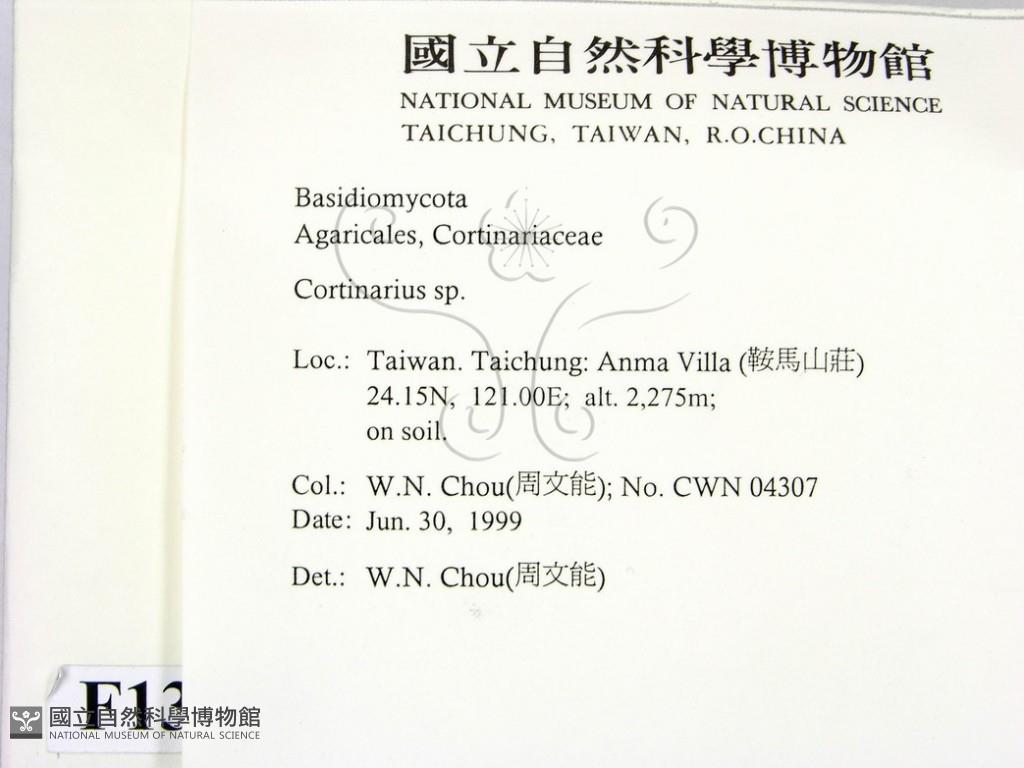 國立自然科學博物館
NATIONAL MUSEUM OF NATURAL SCIENCE
TAICHUNG, TAIWAN, R.O.CHINA
Basidiomycota
Agaricales, Cortinariaceae
Cortinarius sp.
Loc.: Taiwan. Taichung: Anma Villa (鞍馬山莊)
24.15N, 121.00E; alt. 2,275m;
on soil.
Col.: W.N. Chou(周文能); No. CWN 04307
Date: Jun. 30, 1999
Det.: W.N. Chou(周文能)
F13
國立自然科學博物館
NATIONAL MUSEUM OF NATURAL SCIENCE